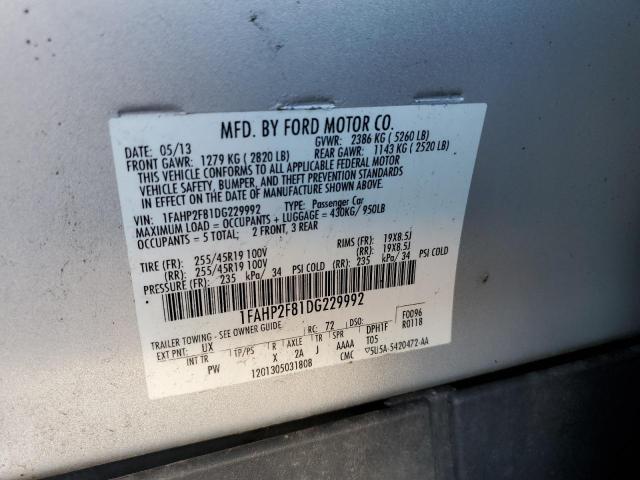 MFD. BY FORD MOTOR CO.
DATE: 05/13 GVWR: 2386 KG ( 5260 LB)
FRONT GAWR: 1279 KG ( 2820 LB) REAR GAWR: 1143 KG ( 2520 LB)
THIS VEHICLE CONFORMS TO ALL APPLICABLE FEDERAL MOTOR
VEHICLE SAFETY, BUMPER, AND THEFT PREVENTION STANDARDS
IN EFFECT ON THE DATE OF MANUFACTURE SHOWN ABOVE.
VIN: 1FAHP2F81DG229992 TYPE: Passenger Car
MAXIMUM LOAD = OCCUPANTS + LUGGAGE = 430KG/ 950LB
OCCUPANTS = 5 TOTAL; 2 FRONT, 3 REAR
TIRE (FR): 255/45R19 100V RIMS (FR): 19X8.5J
(RR): 255/45R19 100V (RR): 19X8.5J
PRESSURE (FR): 235 kPa/ 34 PSI COLD (RR): 235 kPa/ 34 PSI COLD
1FAHP2F81DG229992
TRAILER TOWING - SEE OWNER GUIDE RC: 72 DSO: F0096
EXT PNT: UX R0118
INT TR TP/PS R AXLE TR SPR DPH1F
PW X 2A J AAAA T05
1201305031808 CMC ▽5U5A-5420472-AA